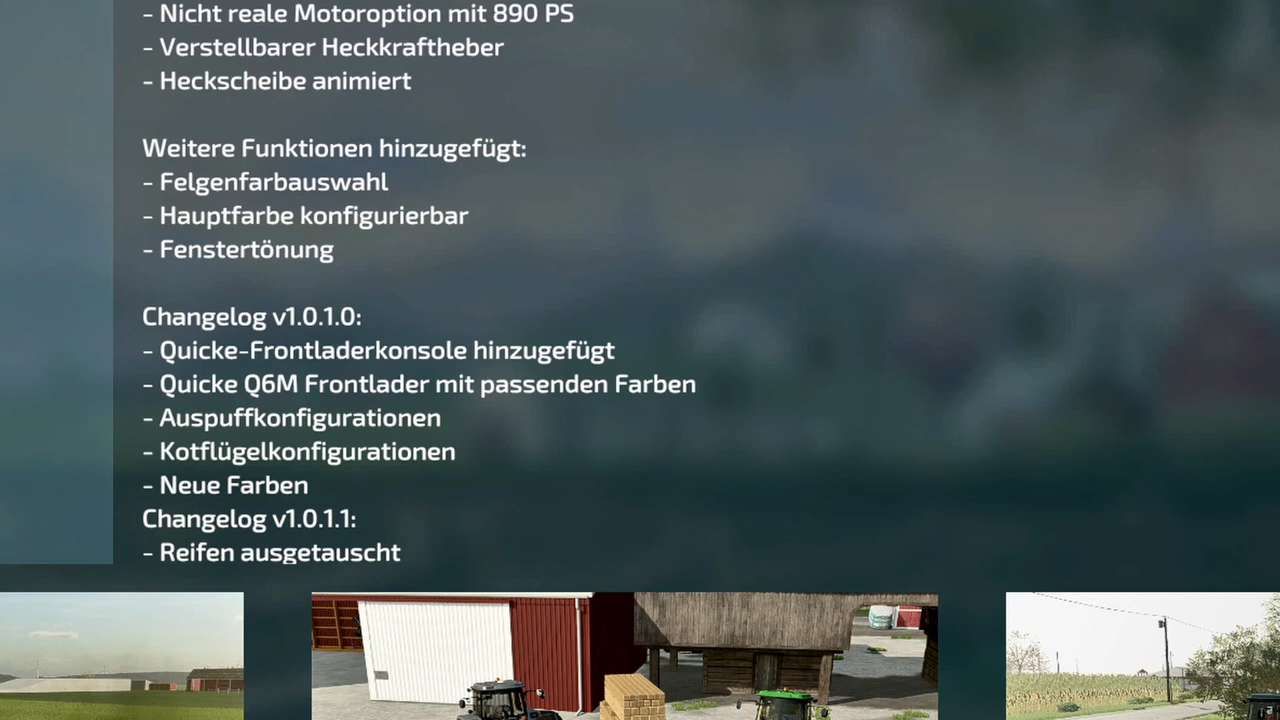 - Nicht reale Motoroption mit 890 PS
- Verstellbarer Heckkraftheber
- Heckscheibe animiert
Weitere Funktionen hinzugefügt:
- Felgenfarbauswahl
- Hauptfarbe konfigurierbar
- Fenstertönung
Changelog v1.0.1.0:
- Quicke-Frontladerkonsole hinzugefügt
- Quicke Q6M Frontlader mit passenden Farben
- Auspuffkonfigurationen
- Kotflügelkonfigurationen
- Neue Farben
Changelog v1.0.1.1:
- Reifen ausgetauscht